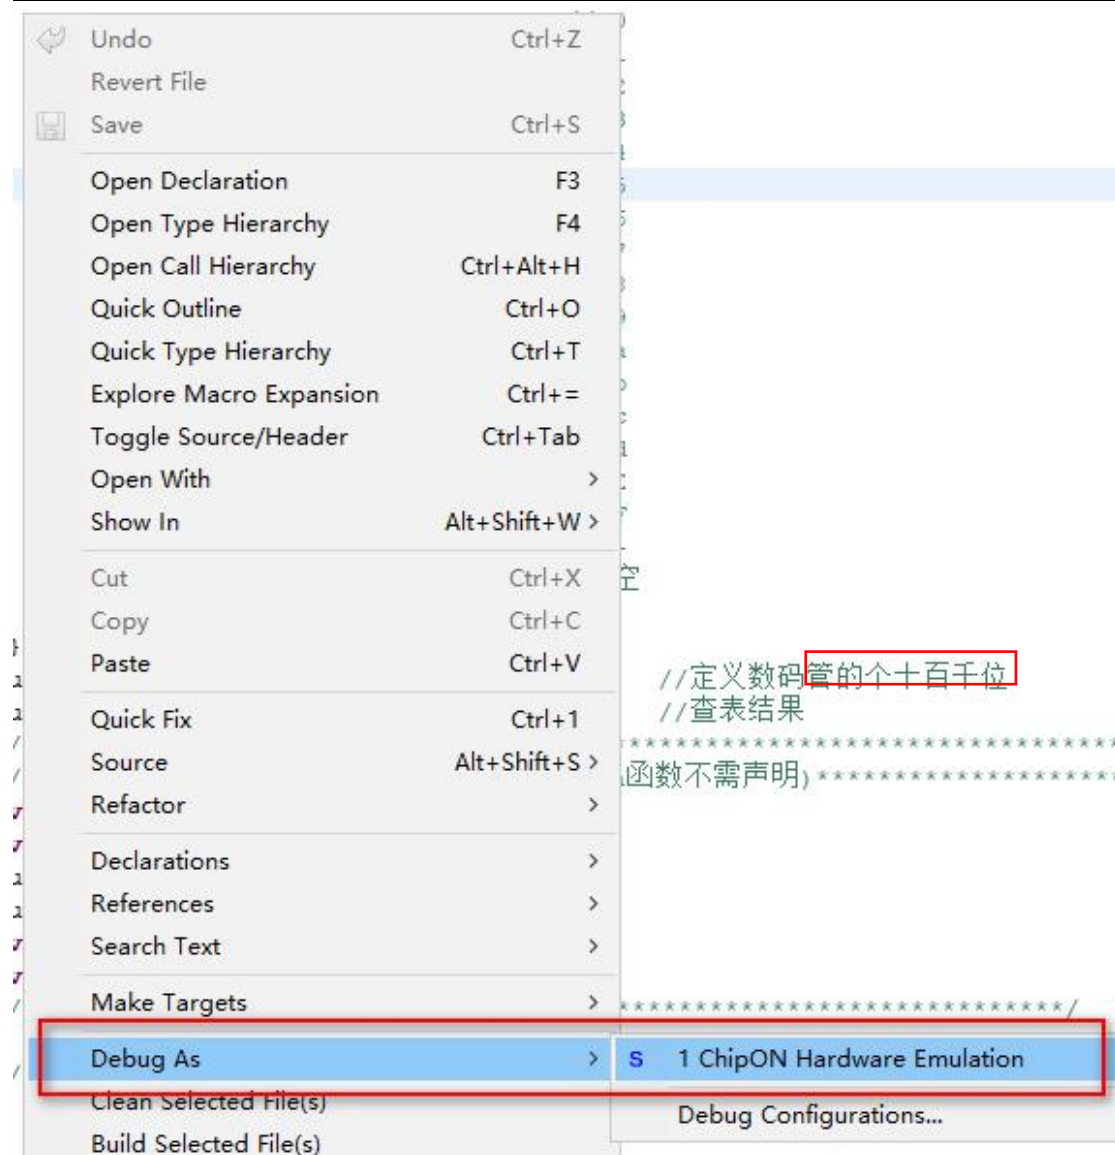 Undo Ctrl+Z
Revert File
Save Ctrl+S
Open Declaration F3
Open Type Hierarchy F4
Open Call Hierarchy Ctrl+Alt+H
Quick Outline Ctrl+O
Quick Type Hierarchy Ctrl+T
Explore Macro Expansion Ctrl+=
Toggle Source/Header Ctrl+Tab
Open With >
Show In Alt+Shift+W >
Cut Ctrl+X
空
Copy Ctrl+C
Paste Ctrl+V
//定义数码管的个十百千位
//查表结果
Quick Fix Ctrl+1
Source Alt+Shift+S >
函数不需声明)*********************
Refactor >
Declarations >
References >
Search Text >
Make Targets >
*****************************/
Debug As > S 1 ChipON Hardware Emulation
Clean Selected File(s)
Debug Configurations...
Build Selected File(s)